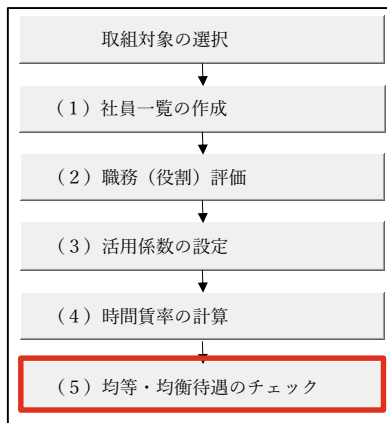 取組対象の選択
（１）社員一覧の作成
（２）職務（役割）評価
（３）活用係数の設定
（４）時間賃率の計算
（５）均等・均衡待遇のチェック